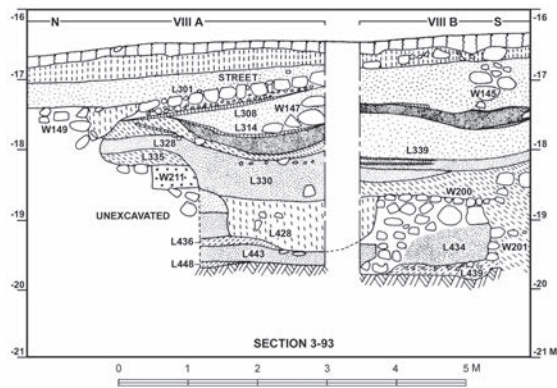 N VIII A VIII B S
-16 -16
STREET
-17 L301 -17
L308
W147 W145
L314
W149
-18 L328 L339 -18
L335
W211
L330 W200
-19 UNEXCAVATED -19
L428
L436 L434 W201
L443
L448 L439
-20 -20
SECTION 3-93
-21 -21 M
0 1 2 3 4 5 M